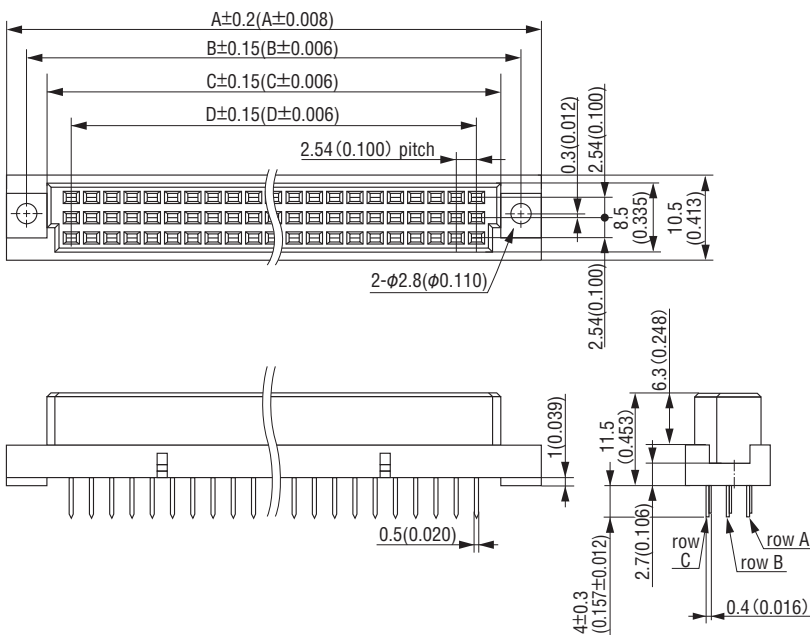 A±0.2(A±0.008)
B±0.15(B±0.006)
C±0.15(C±0.006)
D±0.15(D±0.006)
2.54(0.100) pitch
0.3(0.012)
2.54(0.100)
8.5
(0.335)
10.5
(0.413)
2-φ2.8(φ0.110)
2.54(0.100)
6.3(0.248)
11.5
(0.453)
1(0.039)
0.5(0.020)
4±0.3
(0.157±0.012)
2.7(0.106)
row
C
row B
row A
0.4(0.016)